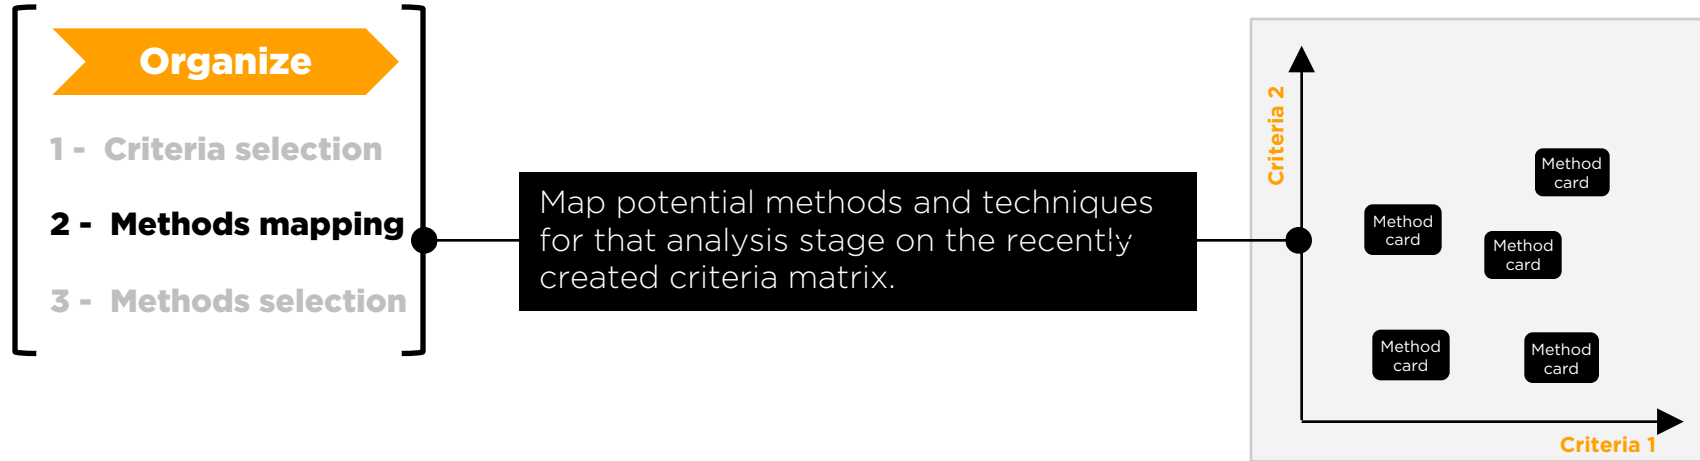 Organize
1 - Criteria selection
2 - Methods mapping
3 - Methods selection
Map potential methods and techniques
for that analysis stage on the recently
created criteria matrix.
Criteria 2
Method
card
Method
card
Method
card
Method
card
Method
card
Criteria 1